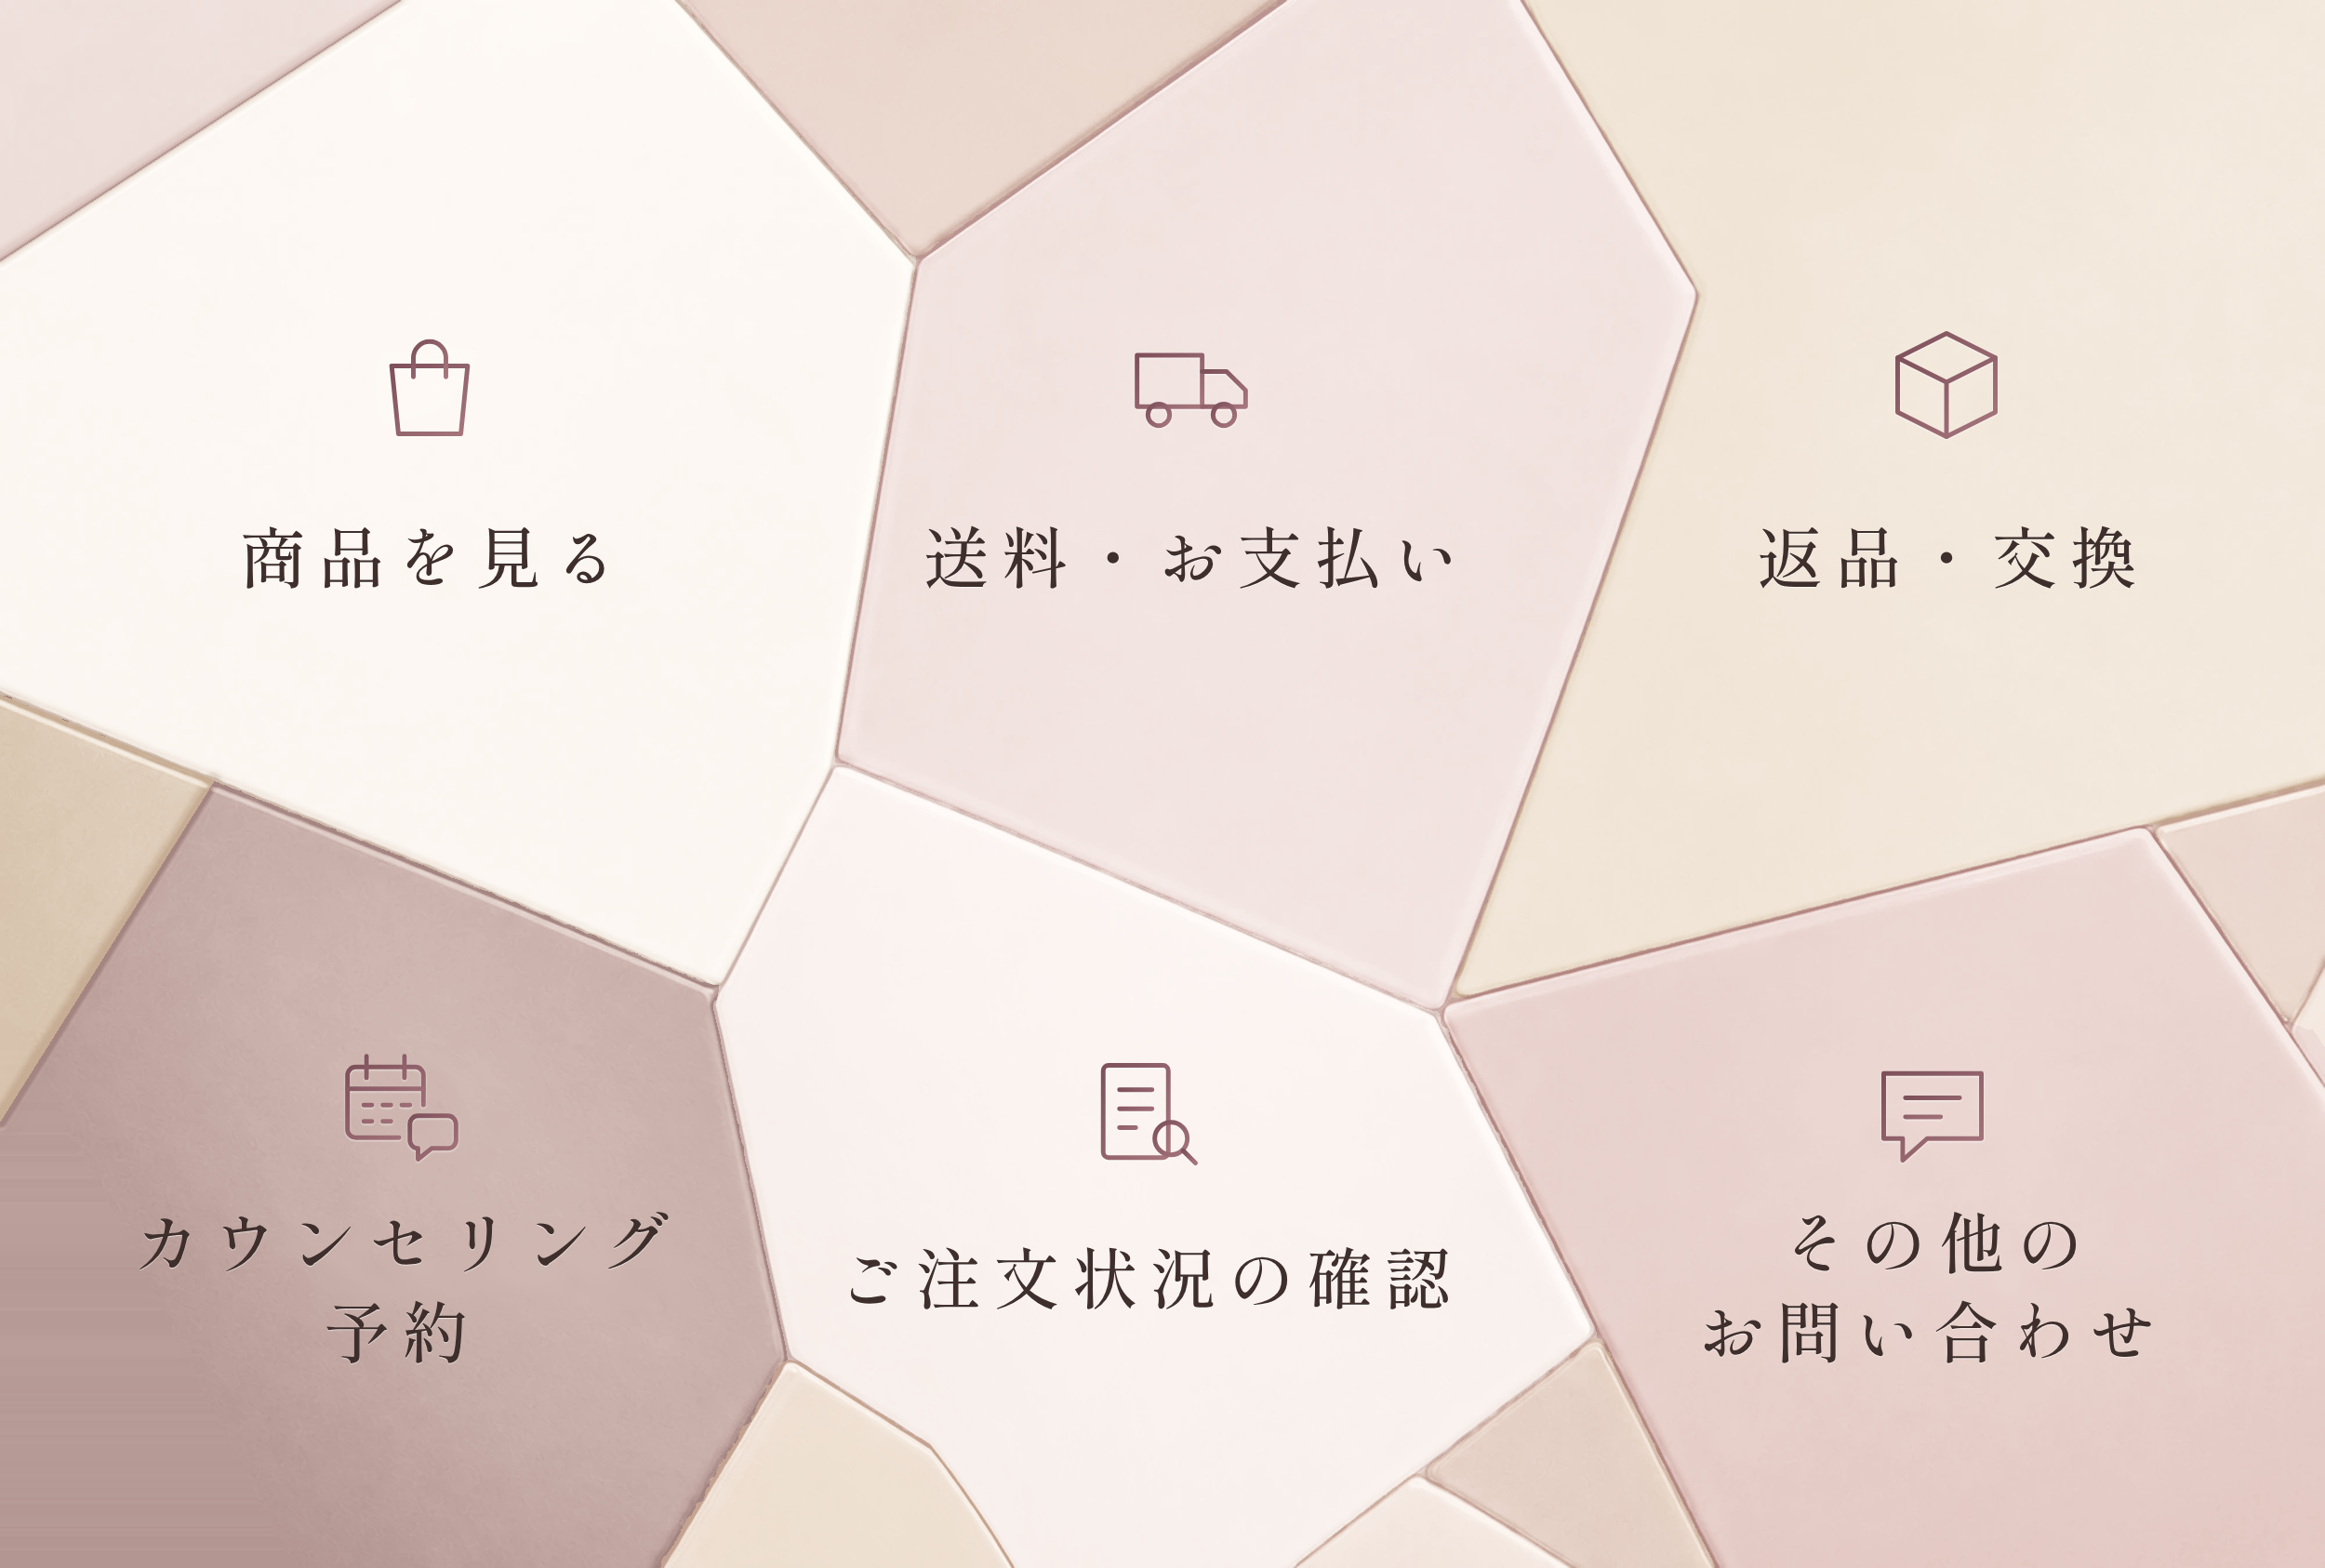 商品を見る
送料・お支払い
返品・交換
カウンセリング
予約
ご注文状況の確認
その他の
お問い合わせ